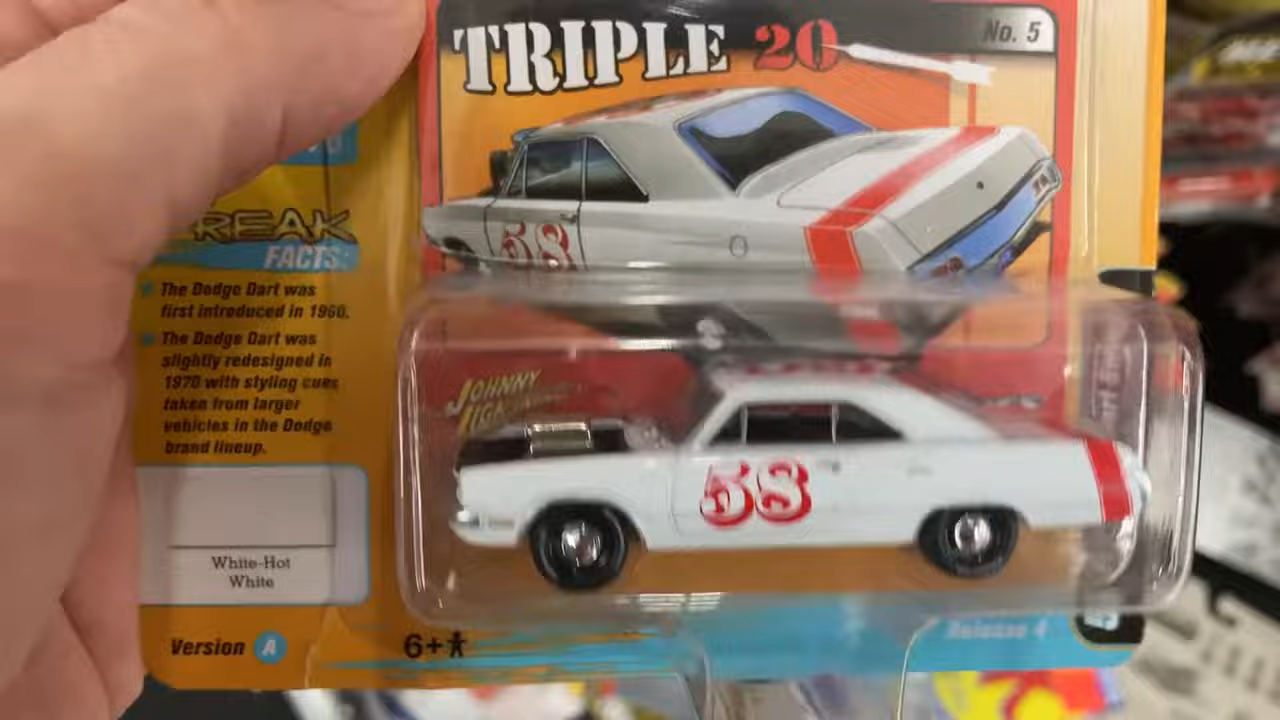 TRIPLE 20
No. 5
58
REAK
FACTS:
The Dodge Dart was
first introduced in 1960.
The Dodge Dart was
slightly redesigned in
1970 with styling cues
taken from larger
vehicles in the Dodge
brand lineup.
JOHNNY
58
White-Hot
White
Version A
6+
Release 4